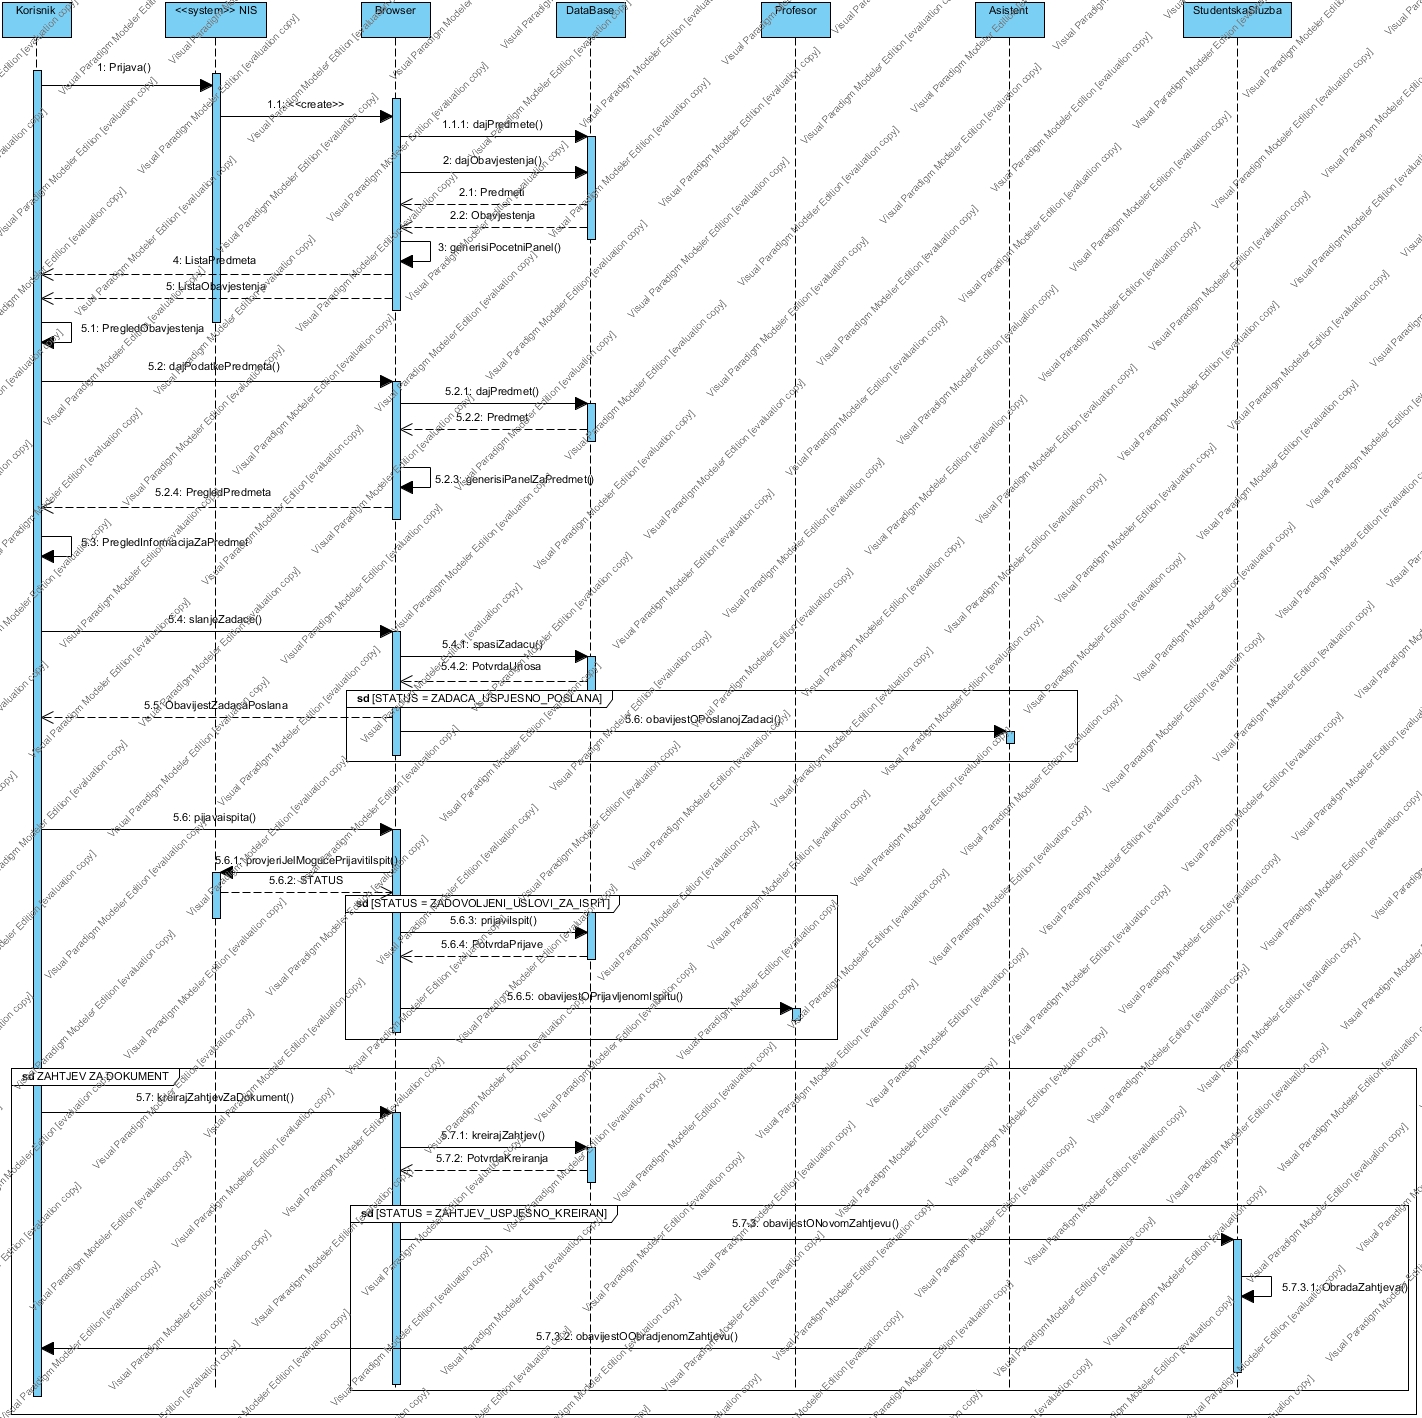 Korisnik
<<system>> NIS
Browser
DataBase
Profesor
Asistent
StudentskaSluzba
1: Prijava()
1.1: <<create>>
1.1.1: dajPredmete()
2: dajObavjestenja()
2.1: Predmeti
2.2: Obavjestenja
3: generisiPocetniPanel()
4: ListaPredmeta
5: ListaObavjestenja
5.1: PregledObavjestenja
5.2: dajPodatkePredmeta()
5.2.1: dajPredmet()
5.2.2: Predmet
5.2.3: generisiPanelZaPredmet()
5.2.4: PregledPredmeta
5.3: PregledInformacijaZaPredmet
5.4: slanjeZadace()
5.4.1: spasiZadacu()
5.4.2: PotvrdaUnosa
sd [STATUS = ZADACA_USPJESNO_POSLANA]
5.5: ObavijestZadacaPoslana
5.6: obavijestOPoslanojZadaci()
5.6: pijavaispita()
5.6.1: provjeriJelMogucePrijavitiIspit()
5.6.2: STATUS
sd [STATUS = ZADOVOLJENI_USLOVI_ZA_ISPIT]
5.6.3: prijaviIspit()
5.6.4: PotvrdaPrijave
5.6.5: obavijestOPrijavljenomIspitu()
sd ZAHTJEV ZA DOKUMENT
5.7: kreirajZahtjevZaDokument()
5.7.1: kreirajZahtjev()
5.7.2: PotvrdaKreiranja
sd [STATUS = ZAHTJEV_USPJESNO_KREIRAN]
5.7.3: obavijestONovomZahtjevu()
5.7.3.1: ObradaZahtjeva()
5.7.3.2: obavijestOObradjenomZahtjevu()
Visual Paradigm Modeler Edition [evaluation copy]